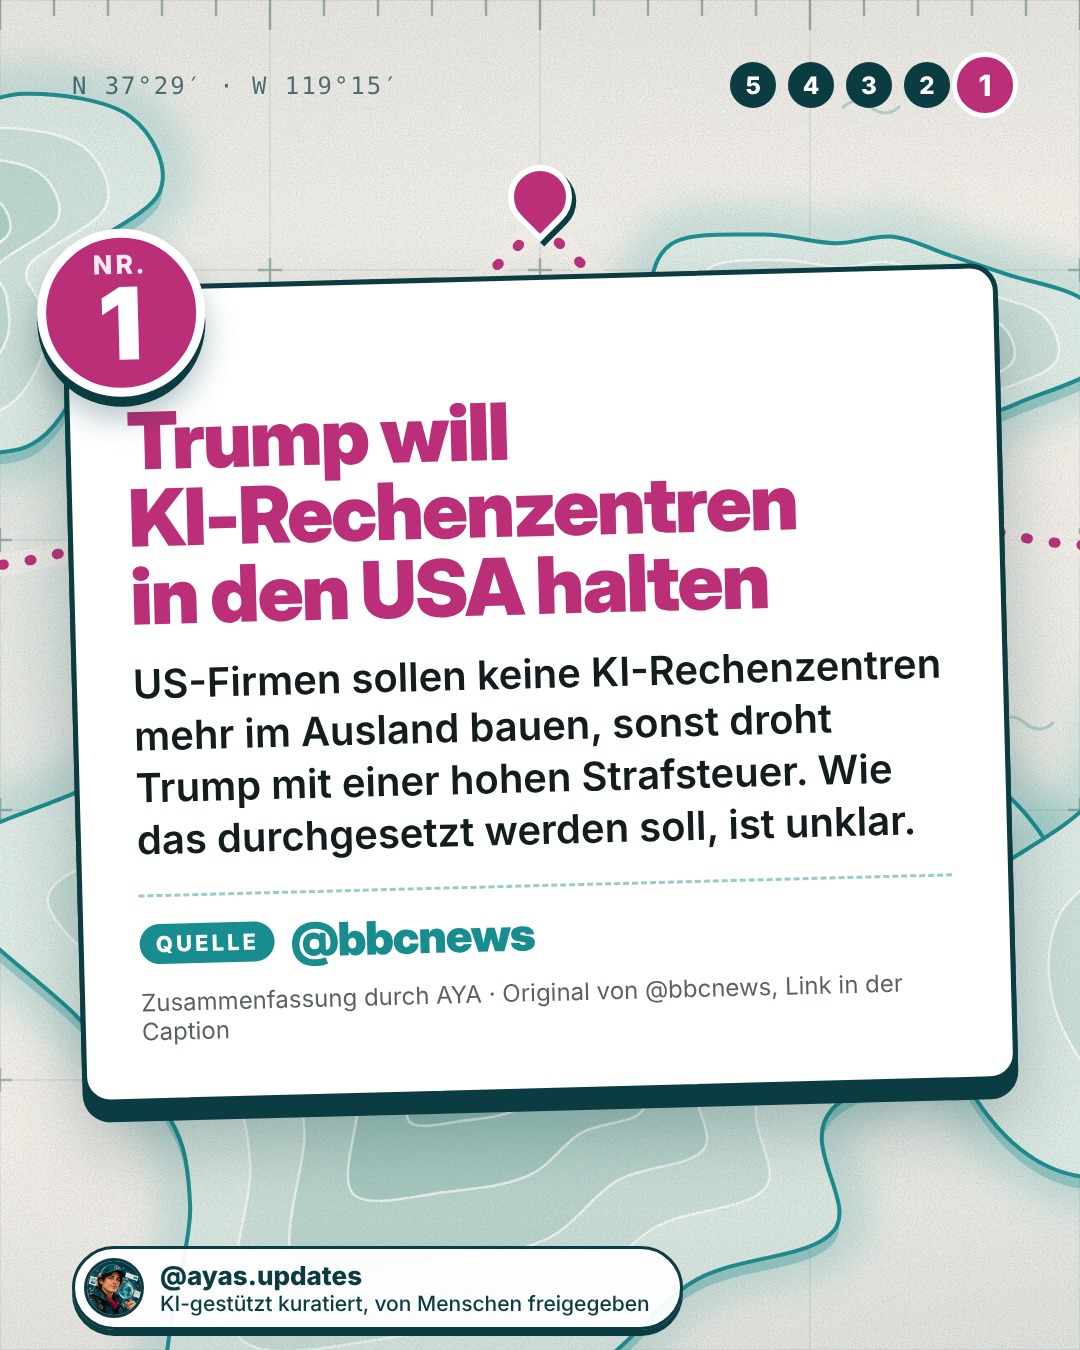 N 37°29′ · W 119°15′
5 4 3 2 1
NR.
1
Trump will
KI-Rechenzentren
in den USA halten
US-Firmen sollen keine KI-Rechenzentren
mehr im Ausland bauen, sonst droht
Trump mit einer hohen Strafsteuer. Wie
das durchgesetzt werden soll, ist unklar.
QUELLE @bbcnews
Zusammenfassung durch AYA · Original von @bbcnews, Link in der
Caption
@ayas.updates
KI-gestützt kuratiert, von Menschen freigegeben